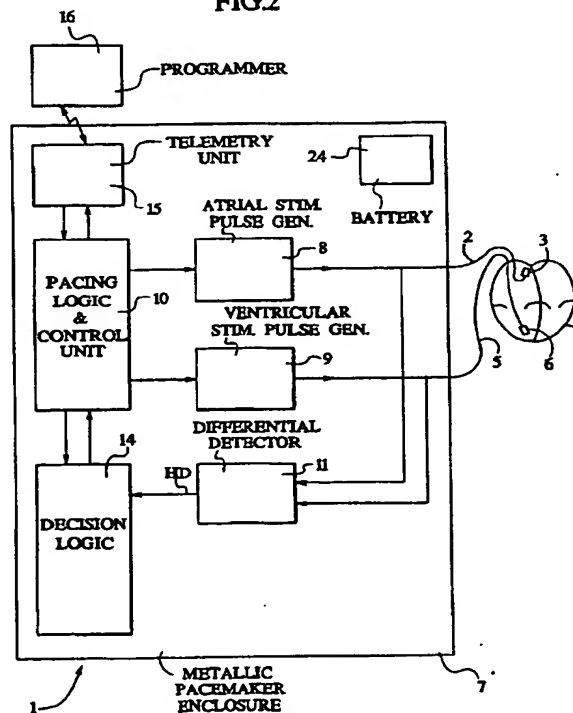 FIG.2
16
PROGRAMMER
TELEMETRY
UNIT
15
24
BATTERY
ATRIAL STIM.
PULSE GEN.
8
2
3
PACING
LOGIC
&
CONTROL
UNIT
10
VENTRICULAR
STIM. PULSE GEN.
9
5
6
DIFFERENTIAL
DETECTOR
11
HD
14
DECISION
LOGIC
METALLIC
PACEMAKER
ENCLOSURE
1
7